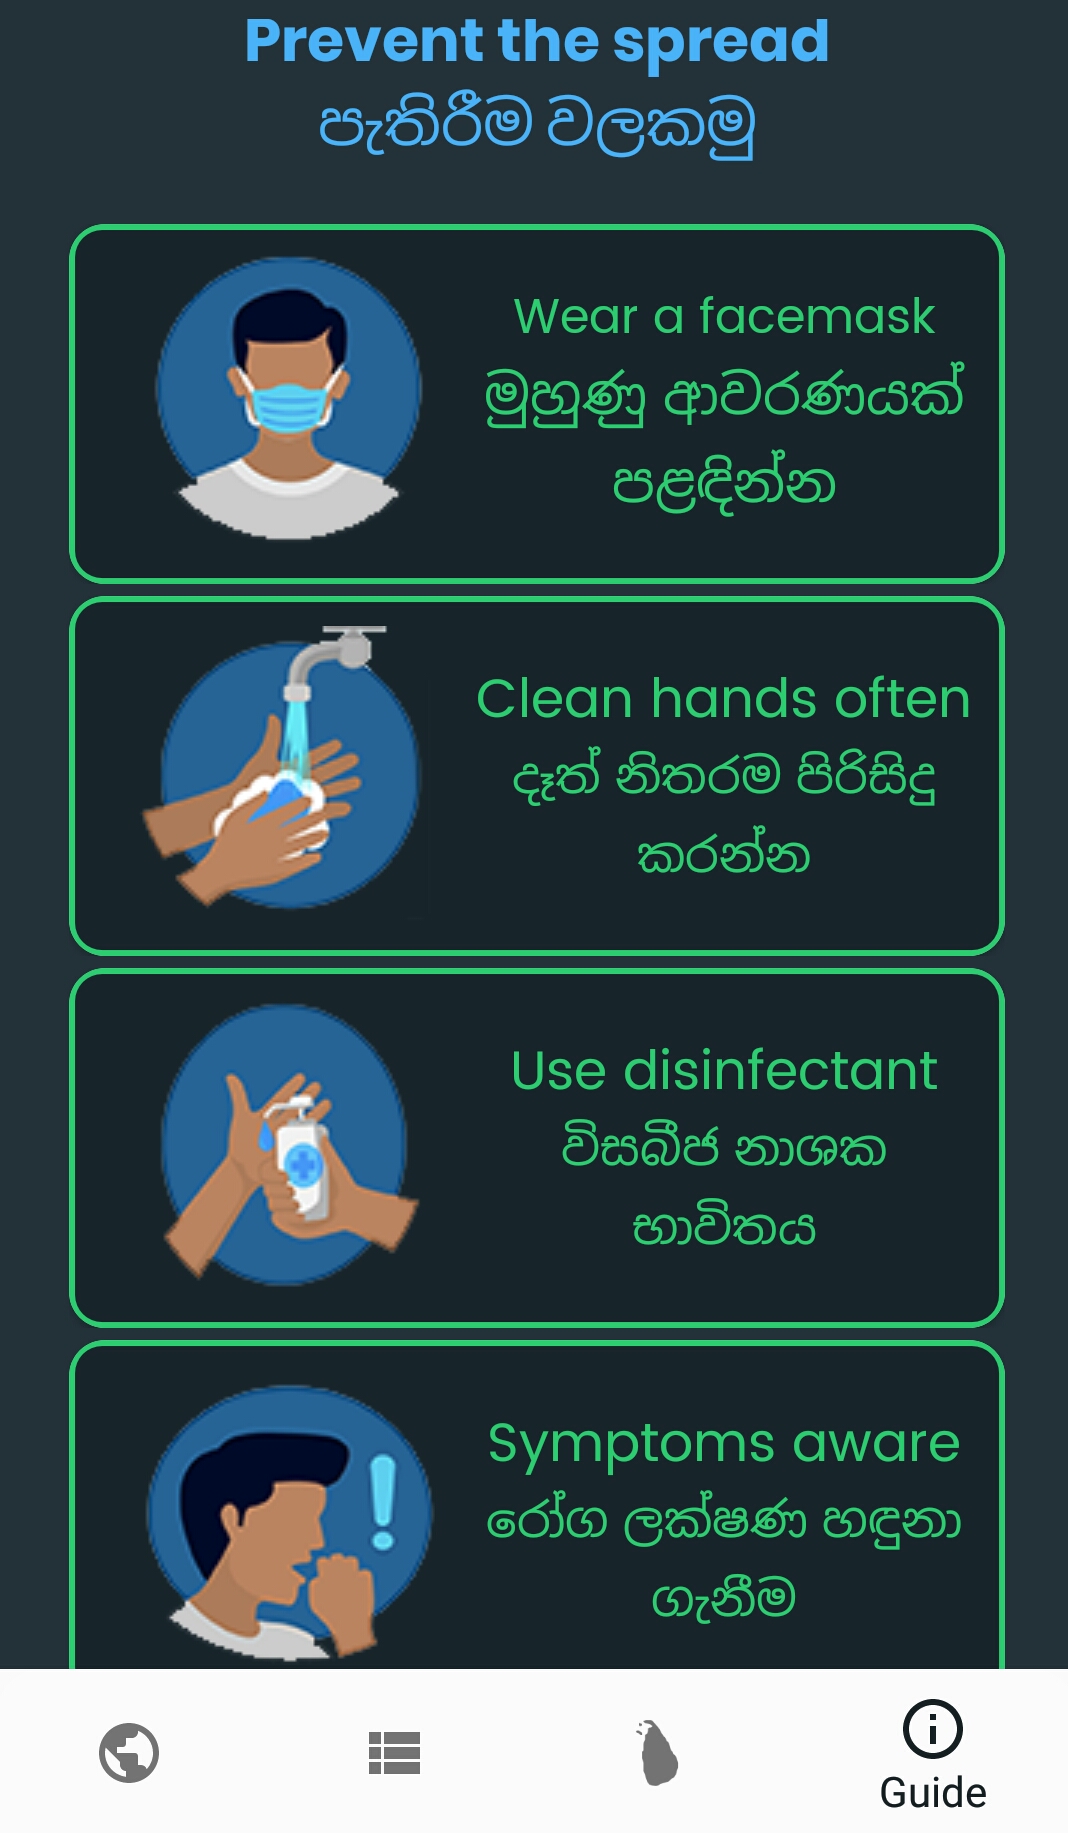 Prevent the spread
පැතිරීම වලකමු
Wear a facemask
මුහුණු ආවරණයක්
පළඳින්න
Clean hands often
දෑත් නිතරම පිරිසිදු
කරන්න
Use disinfectant
විසබීජ නාශක
භාවිතය
Symptoms aware
රෝග ලක්ෂණ හඳුනා
ගැනීම
Guide